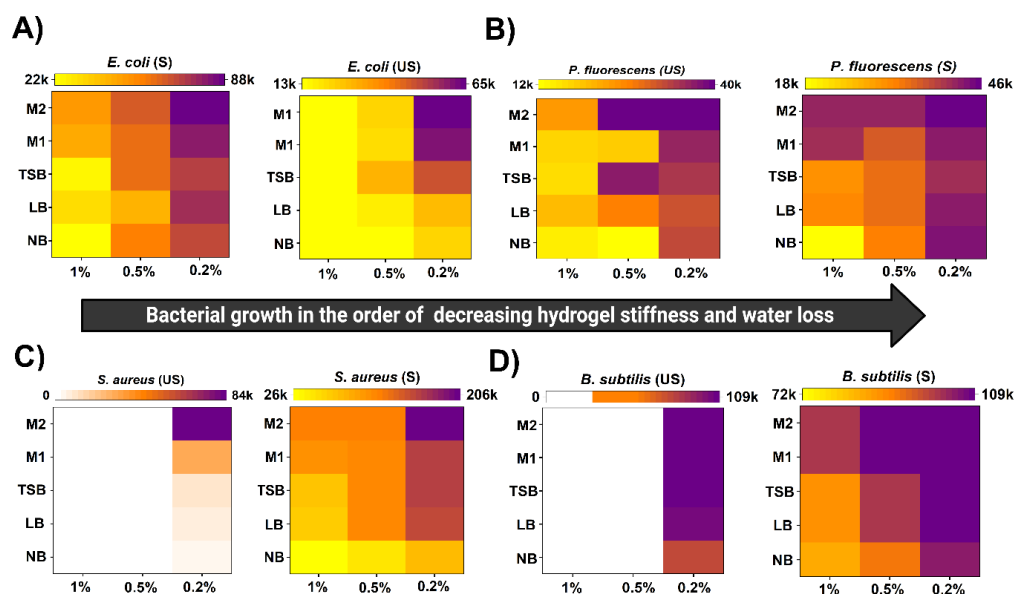 A)
E. coli (S)
22k 88k
M2
M1
TSB
LB
NB
1% 0.5% 0.2%
E. coli (US)
13k 65k
M1
M1
TSB
LB
NB
1% 0.5% 0.2%
B)
P. fluorescens (US)
12k 40k
M2
M1
TSB
LB
NB
1% 0.5% 0.2%
P. fluorescens (S)
18k 46k
M2
M1
TSB
LB
NB
1% 0.5% 0.2%
Bacterial growth in the order of decreasing hydrogel stiffness and water loss
C)
S. aureus (US)
0 84k
M2
M1
TSB
LB
NB
1% 0.5% 0.2%
S. aureus (S)
26k 206k
M2
M1
TSB
LB
NB
1% 0.5% 0.2%
D)
B. subtilis (US)
0 109k
M2
M1
TSB
LB
NB
1% 0.5% 0.2%
B. subtilis (S)
72k 109k
M2
M1
TSB
LB
NB
1% 0.5% 0.2%